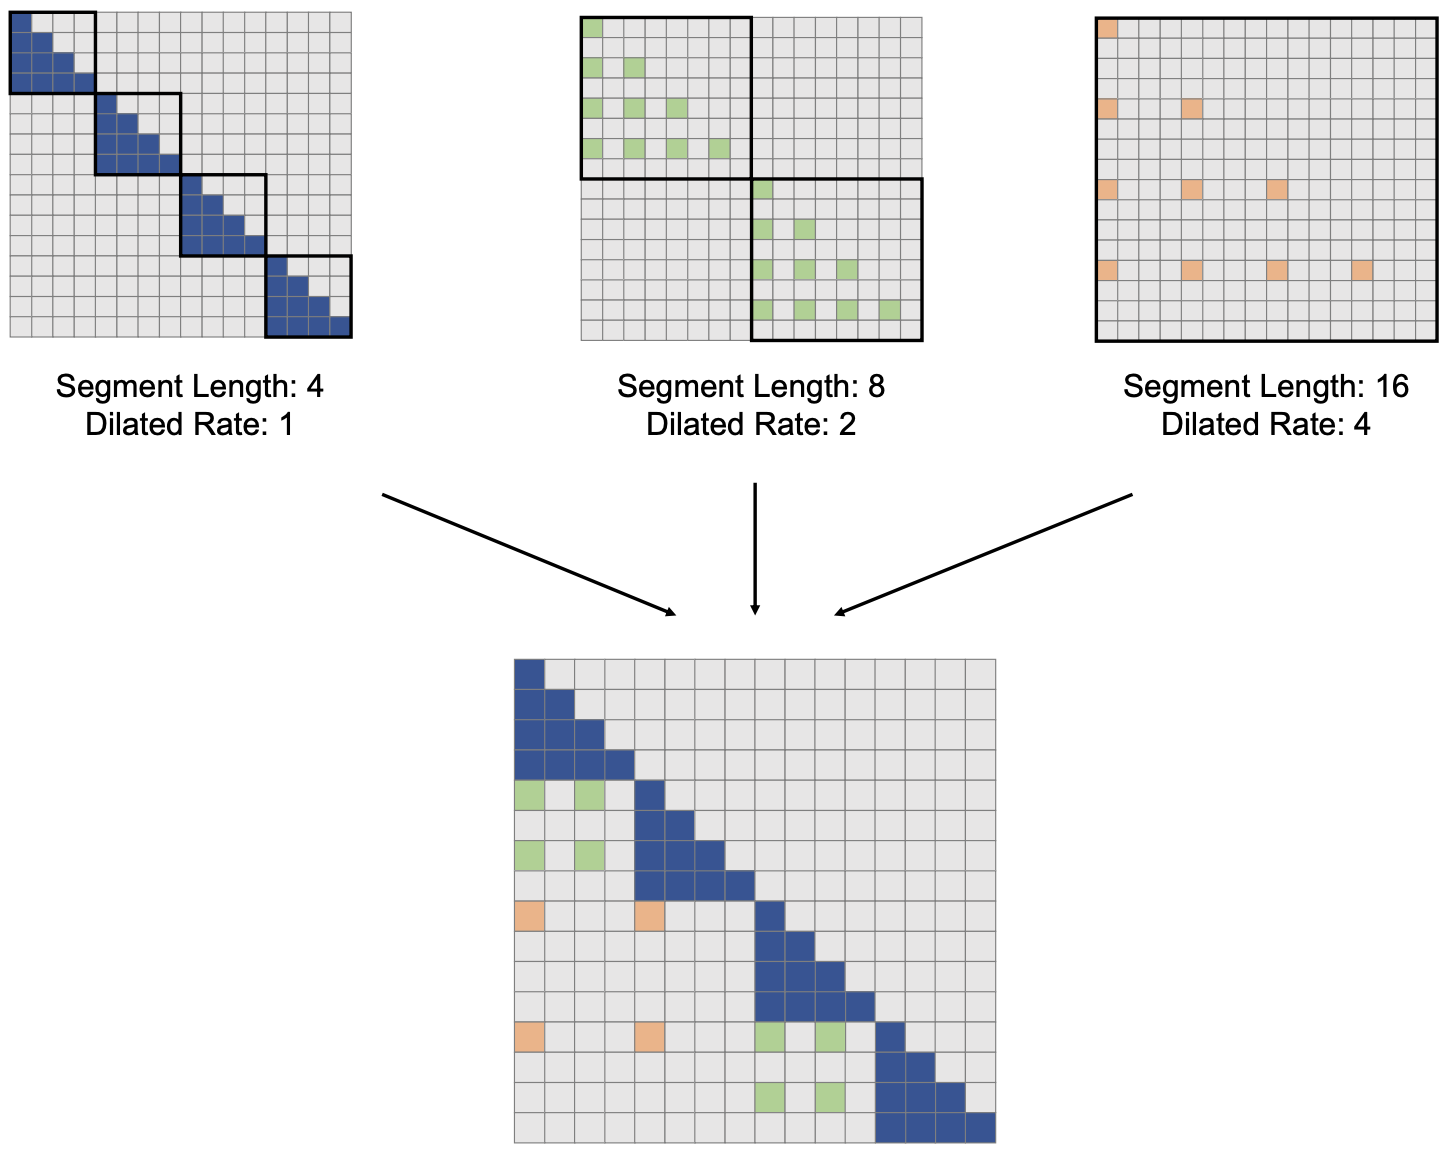 Segment Length: 4
Dilated Rate: 1
Segment Length: 8
Dilated Rate: 2
Segment Length: 16
Dilated Rate: 4